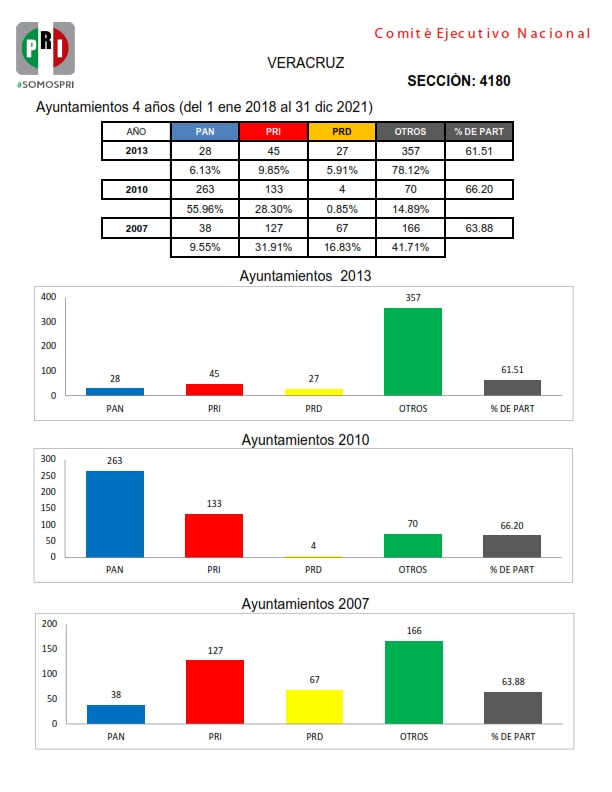 Comité Ejecutivo Nacional
PRI
#SOMOSPRI
VERACRUZ
SECCIÓN: 4180
Ayuntamientos 4 años (del 1 ene 2018 al 31 dic 2021)
AÑO PAN PRI PRD OTROS % DE PART
2013 28 45 27 357 61.51
6.13% 9.85% 5.91% 78.12%
2010 263 133 4 70 66.20
55.96% 28.30% 0.85% 14.89%
2007 38 127 67 166 63.88
9.55% 31.91% 16.83% 41.71%
Ayuntamientos 2013
400
300
200
100
0
28 45 27 357 61.51
PAN PRI PRD OTROS % DE PART
Ayuntamientos 2010
300
250
200
150
100
50
0
263 133 4 70 66.20
PAN PRI PRD OTROS % DE PART
Ayuntamientos 2007
200
150
100
50
0
38 127 67 166 63.88
PAN PRI PRD OTROS % DE PART